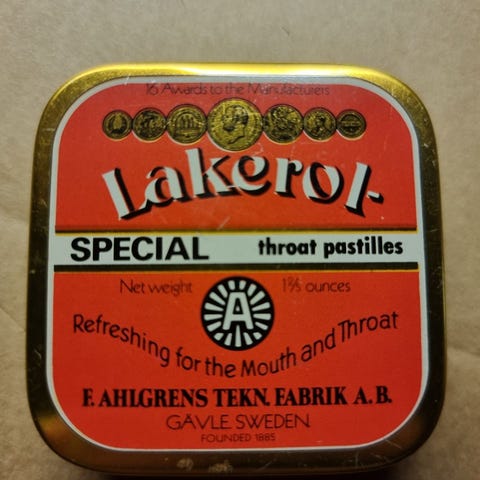 16 Awards to the Manufacturers
Lakerol-
SPECIAL throat pastilles
Net weight 1⅖ ounces
A
Refreshing for the Mouth and Throat
F. AHLGRENS TEKN. FABRIK A.B.
GÄVLE SWEDEN
FOUNDED 1885